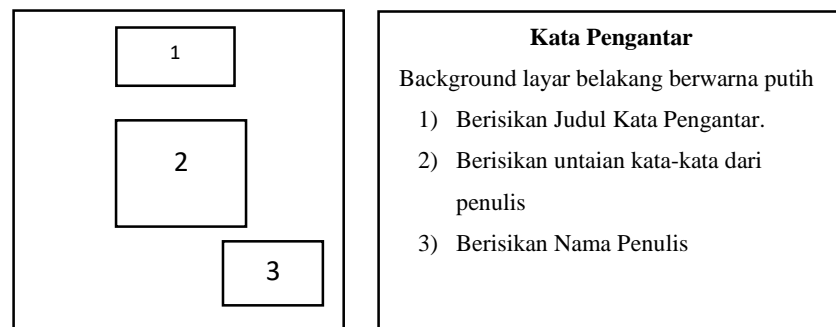 1
2
3
Kata Pengantar
Background layar belakang berwarna putih
1) Berisikan Judul Kata Pengantar.
2) Berisikan untaian kata-kata dari
penulis
3) Berisikan Nama Penulis